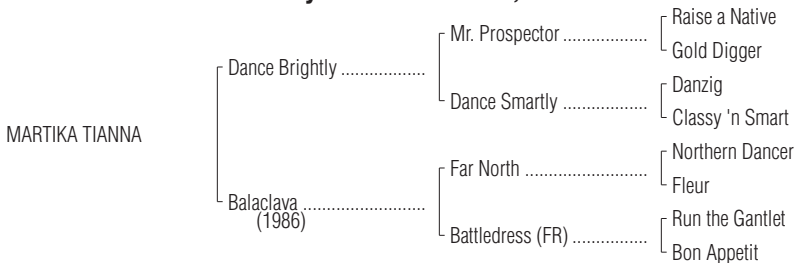 Raise a Native
Mr. Prospector ..................
Gold Digger
Dance Brightly ..................
Danzig
Dance Smartly ..................
Classy 'n Smart
MARTIKA TIANNA
Northern Dancer
Far North ..........................
Fleur
Balaclava ..........................
(1986)
Run the Gantlet
Battledress (FR) ................
Bon Appetit